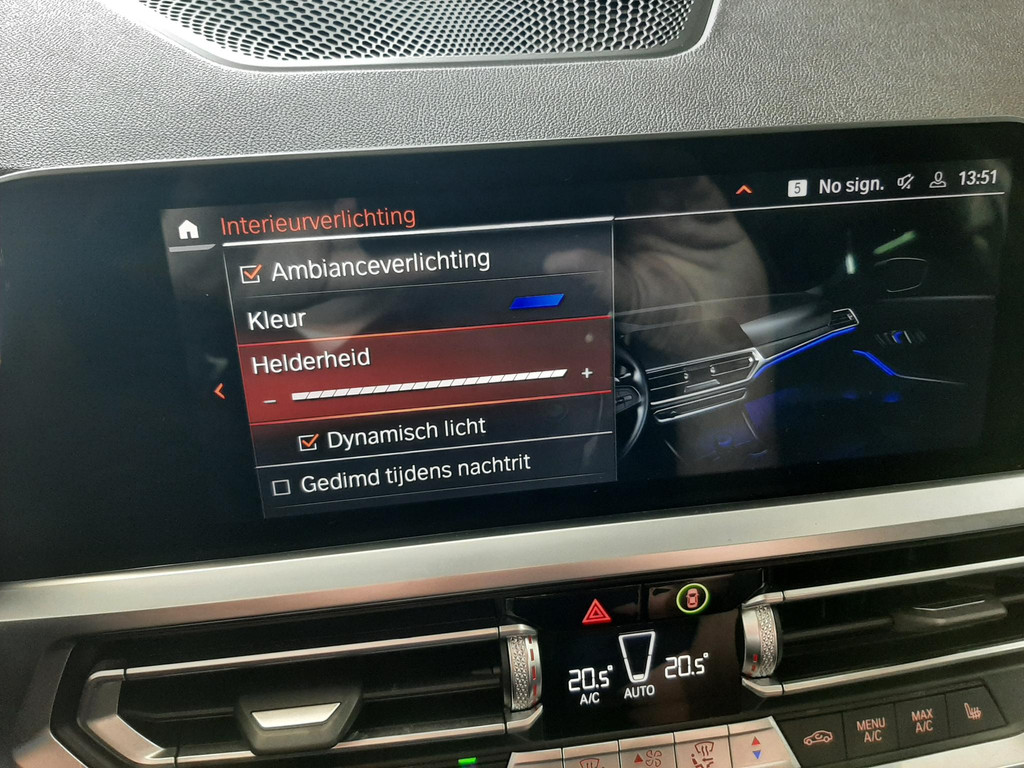 5 No sign. 13:51
Interieurverlichting
Ambianceverlichting
Kleur
Helderheid
- +
Dynamisch licht
Gedimd tijdens nachtrit
20.5° 20.5°
A/C AUTO
MENU A/C
MAX A/C